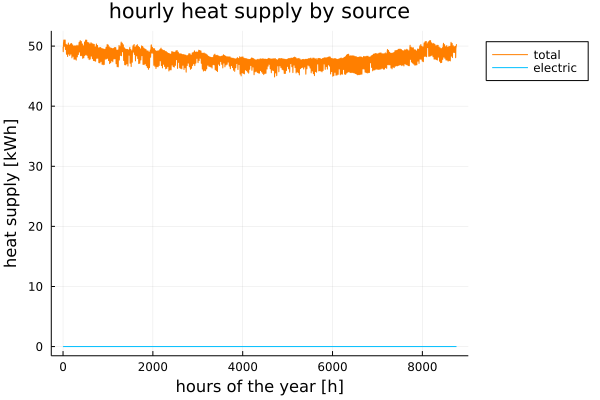 hourly heat supply by source
heat supply [kWh]
50
40
30
20
10
0
0 2000 4000 6000 8000
hours of the year [h]
total
electric